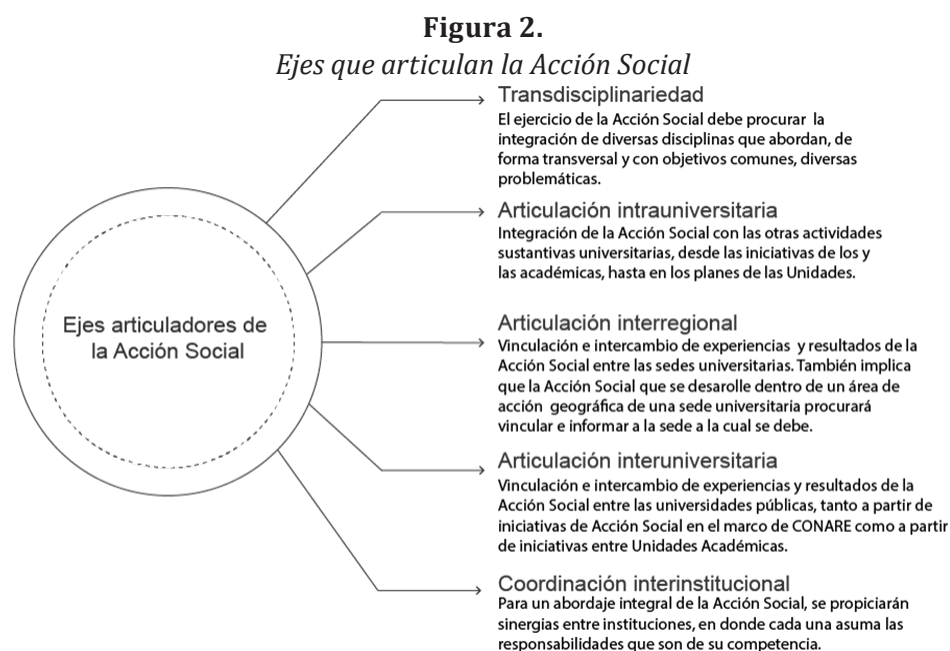 Figura 2.
Ejes que articulan la Acción Social
Transdisciplinariedad
El ejercicio de la Acción Social debe procurar la
integración de diversas disciplinas que abordan, de
forma transversal y con objetivos comunes, diversas
problemáticas.
Articulación intrauniversitaria
Integración de la Acción Social con las otras actividades
sustantivas universitarias, desde las iniciativas de los y
las académicas, hasta en los planes de las Unidades.
Ejes articuladores de
la Acción Social
Articulación interregional
Vinculación e intercambio de experiencias y resultados de la
Acción Social entre las sedes universitarias. También implica
que la Acción Social que se desarolle dentro de un área de
acción geográfica de una sede universitaria procurará
vincular e informar a la sede a la cual se debe.
Articulación interuniversitaria
Vinculación e intercambio de experiencias y resultados de la
Acción Social entre las universidades públicas, tanto a partir de
iniciativas de Acción Social en el marco de CONARE como a partir
de iniciativas entre Unidades Académicas.
Coordinación interinstitucional
Para un abordaje integral de la Acción Social, se propiciarán
sinergias entre instituciones, en donde cada una asuma las
responsabilidades que son de su competencia.